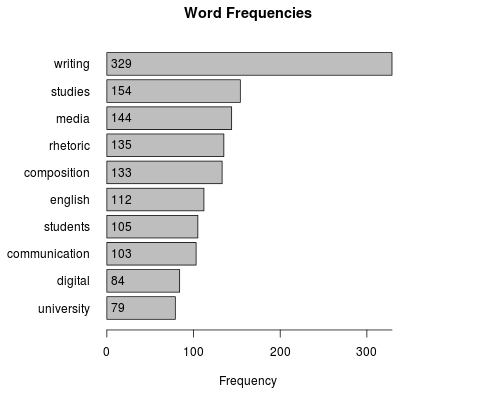 Word Frequencies
writing 329
studies 154
media 144
rhetoric 135
composition 133
english 112
students 105
communication 103
digital 84
university 79
0 100 200 300
Frequency